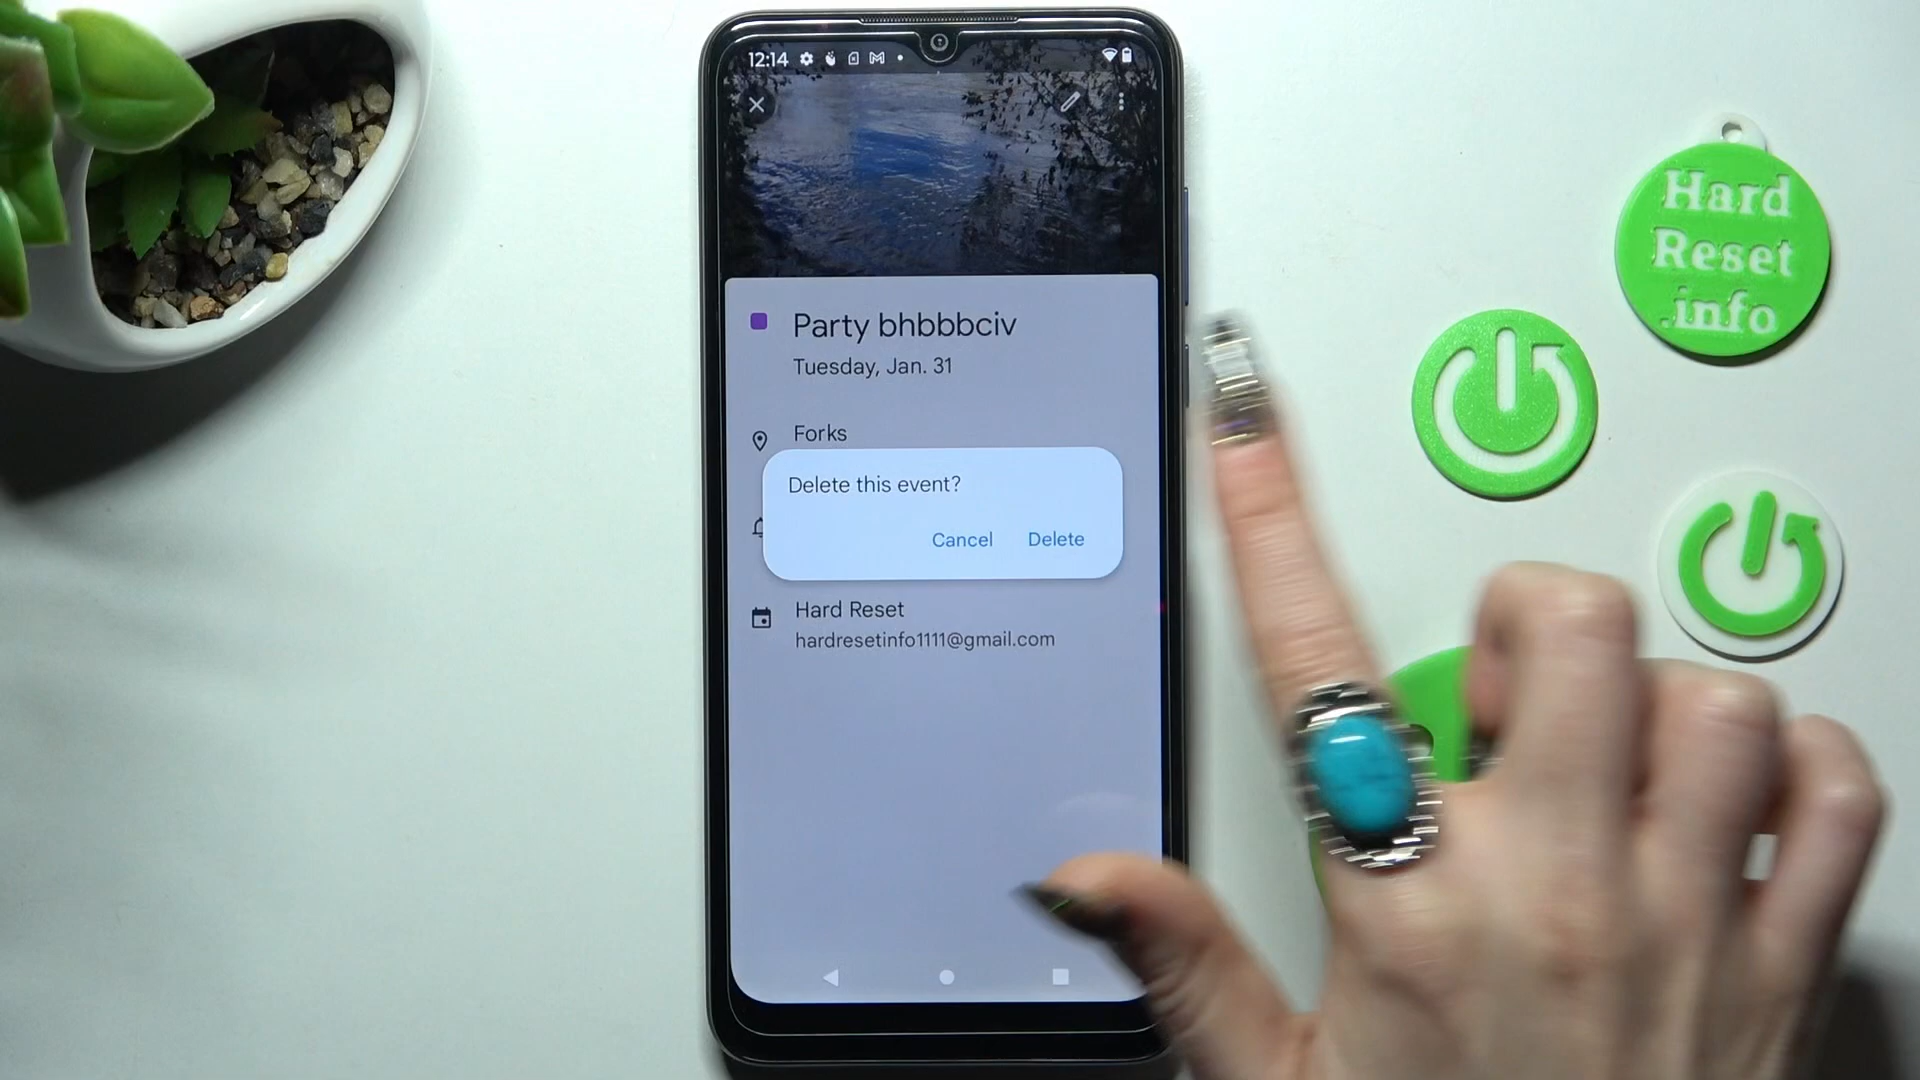 12:14
Party bhbbbciv
Tuesday, Jan. 31
Forks
Delete this event?
Cancel Delete
Hard Reset
hardresetinfo1111@gmail.com
Hard
Reset
.info